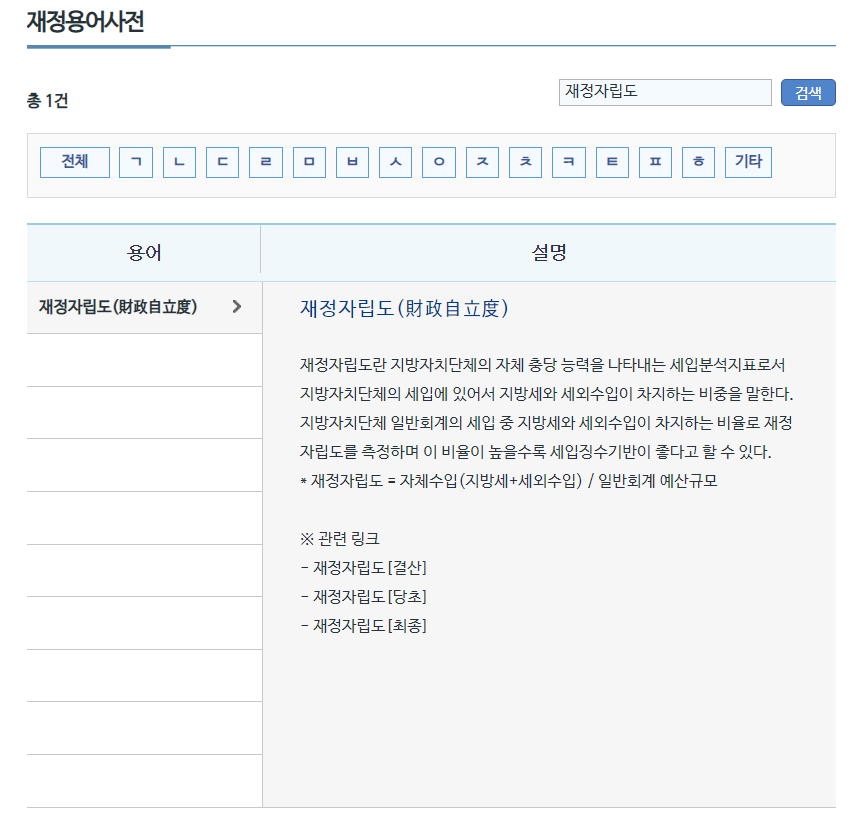 재정용어사전
총 1건
재정자립도
검색
전체 ㄱ ㄴ ㄷ ㄹ ㅁ ㅂ ㅅ ㅇ ㅈ ㅊ ㅋ ㅌ ㅍ ㅎ 기타
용어 설명
재정자립도(財政自立度)
재정자립도(財政自立度)
재정자립도란 지방자치단체의 자체 충당 능력을 나타내는 세입분석지표로서
지방자치단체의 세입에 있어서 지방세와 세외수입이 차지하는 비중을 말한다.
지방자치단체 일반회계의 세입 중 지방세와 세외수입이 차지하는 비율로 재정
자립도를 측정하며 이 비율이 높을수록 세입징수기반이 좋다고 할 수 있다.
* 재정자립도 = 자체수입(지방세+세외수입) / 일반회계 예산규모
※ 관련 링크
- 재정자립도[결산]
- 재정자립도[당초]
- 재정자립도[최종]